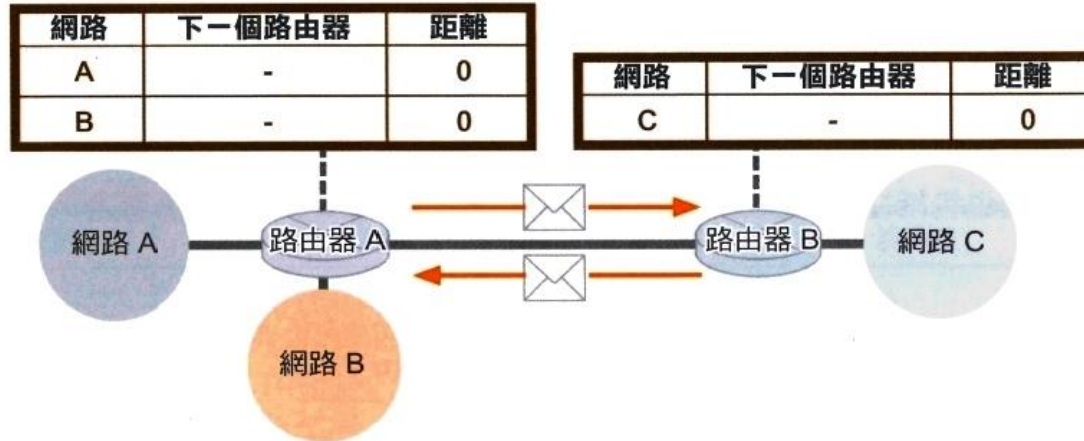 網路 下一個路由器 距離
A - 0
B - 0
網路 下一個路由器 距離
C - 0
網路 A
路由器 A
路由器 B
網路 C
網路 B